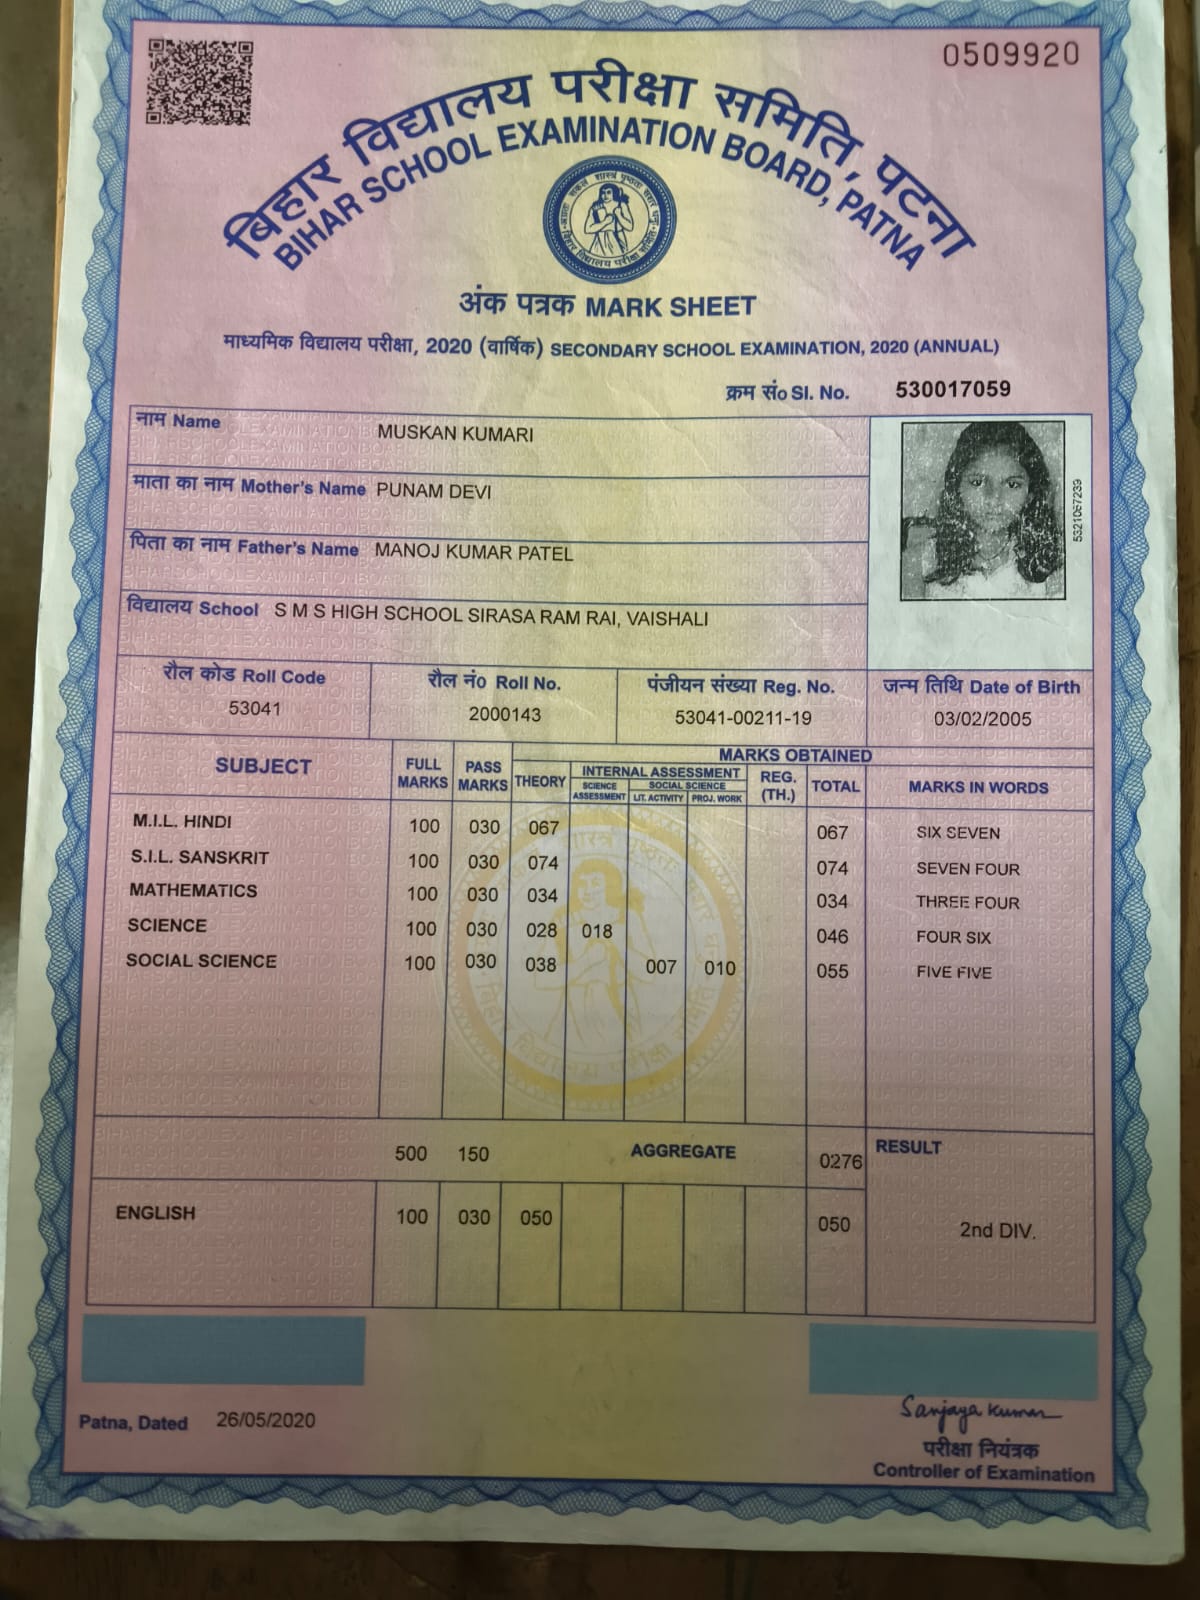 0509920
बिहार विद्यालय परीक्षा समिति, पटना
BIHAR SCHOOL EXAMINATION BOARD, PATNA
अंक पत्रक MARK SHEET
माध्यमिक विद्यालय परीक्षा, 2020 (वार्षिक) SECONDARY SCHOOL EXAMINATION, 2020 (ANNUAL)
क्रम सं० Sl. No. 530017059
नाम Name MUSKAN KUMARI
माता का नाम Mother's Name PUNAM DEVI
पिता का नाम Father's Name MANOJ KUMAR PATEL
विद्यालय School S M S HIGH SCHOOL SIRASA RAM RAI, VAISHALI
5321067239
रौल कोड Roll Code रौल नं० Roll No. पंजीयन संख्या Reg. No. जन्म तिथि Date of Birth
53041 2000143 53041-00211-19 03/02/2005
SUBJECT FULL MARKS PASS MARKS MARKS OBTAINED
THEORY INTERNAL ASSESSMENT REG. (TH.) TOTAL MARKS IN WORDS
SCIENCE ASSESSMENT SOCIAL SCIENCE
LIT. ACTIVITY PROJ. WORK
M.I.L. HINDI 100 030 067 067 SIX SEVEN
S.I.L. SANSKRIT 100 030 074 074 SEVEN FOUR
MATHEMATICS 100 030 034 034 THREE FOUR
SCIENCE 100 030 028 018 046 FOUR SIX
SOCIAL SCIENCE 100 030 038 007 010 055 FIVE FIVE
500 150 AGGREGATE 0276 RESULT
ENGLISH 100 030 050 050 2nd DIV.
Patna, Dated 26/05/2020
Sanjaya Kumar
परीक्षा नियंत्रक
Controller of Examination